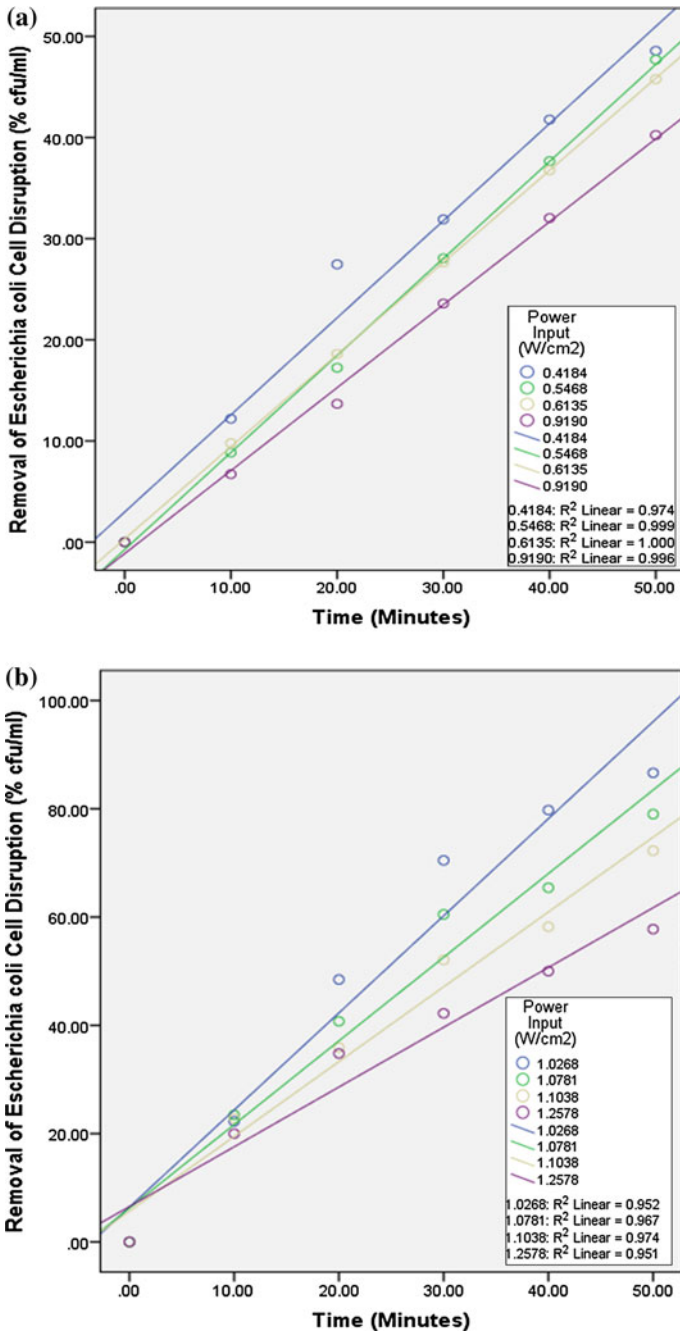 (a)
Removal of Escherichia coli Cell Disruption (% cfu/ml)
50.00
40.00
30.00
20.00
10.00
.00
Power
Input
(W/cm2)
0.4184
0.5468
0.6135
0.9190
0.4184
0.5468
0.6135
0.9190
0.4184: R2 Linear = 0.974
0.5468: R2 Linear = 0.999
0.6135: R2 Linear = 1.000
0.9190: R2 Linear = 0.996
.00 10.00 20.00 30.00 40.00 50.00
Time (Minutes)
(b)
Removal of Escherichia coli Cell Disruption (% cfu/ml)
100.00
80.00
60.00
40.00
20.00
.00
Power
Input
(W/cm2)
1.0268
1.0781
1.1038
1.2578
1.0268
1.0781
1.1038
1.2578
1.0268: R2 Linear = 0.952
1.0781: R2 Linear = 0.967
1.1038: R2 Linear = 0.974
1.2578: R2 Linear = 0.951
.00 10.00 20.00 30.00 40.00 50.00
Time (Minutes)